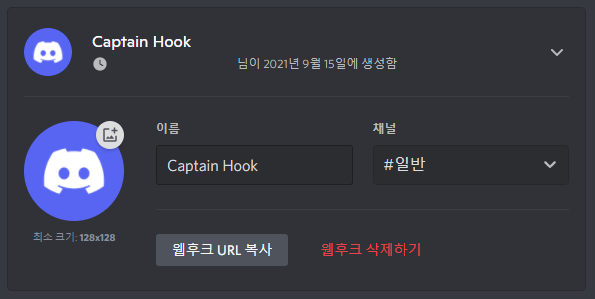 Captain Hook
님이 2021년 9월 15일에 생성함
이름
채널
Captain Hook
#일반
최소 크기: 128x128
웹후크 URL 복사
웹후크 삭제하기